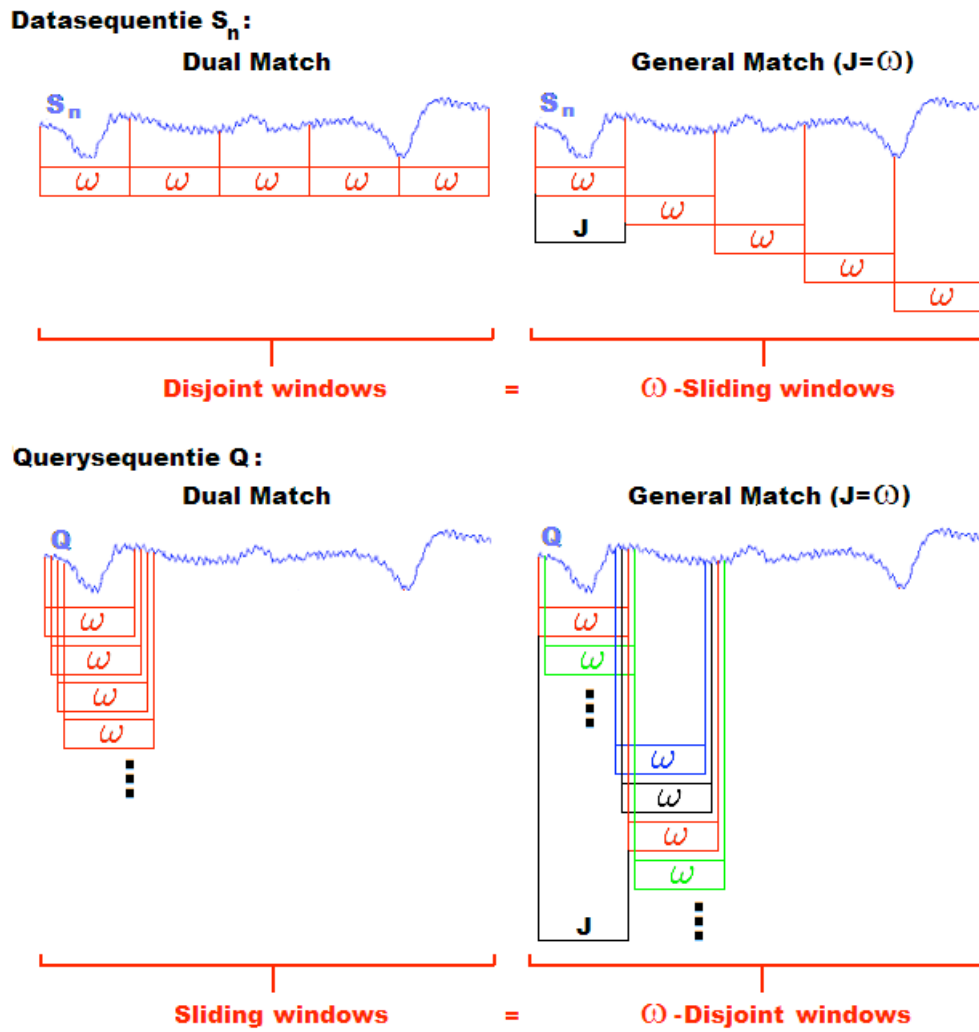 Datasequentie Sn:
Dual Match
General Match (J=ω)
Sn
Sn
ω ω ω ω ω
ω
J
ω
ω
ω
ω
Disjoint windows = ω-Sliding windows
Querysequentie Q:
Dual Match
General Match (J=ω)
Q
Q
ω
ω
ω
ω
ω
ω
ω
ω
ω
ω
J
Sliding windows = ω-Disjoint windows